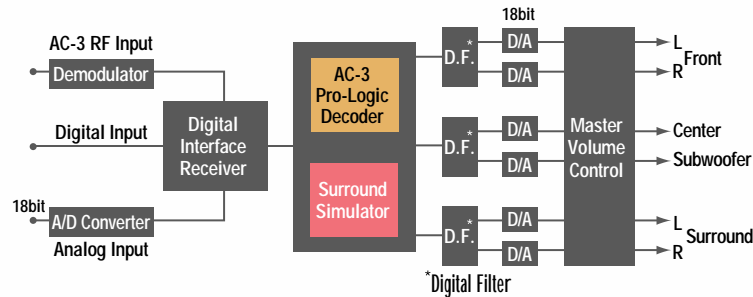 18bit
AC-3 RF Input
Demodulator
Digital Input
Digital
Interface
Receiver
18bit
A/D Converter
Analog Input
AC-3
Pro-Logic
Decoder
Surround
Simulator
D.F.*
D/A
D/A
D.F.*
D/A
D/A
D.F.*
D/A
D/A
*Digital Filter
Master
Volume
Control
L
Front
R
Center
Subwoofer
L
Surround
R